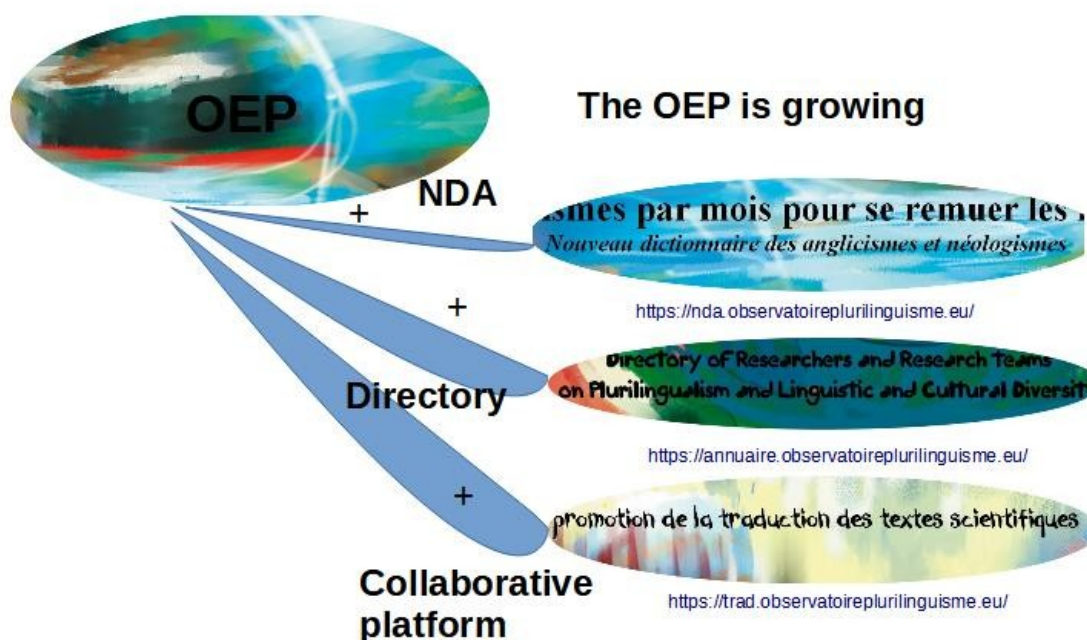 OEP
The OEP is growing
NDA
+
ismes par mois pour se remuer les
Nouveau dictionnaire des anglicismes et néologismes
https://nda.observatoireplurilinguisme.eu/
+
Directory of Researchers and Research Teams
on Plurilingualism and Linguistic and Cultural Diversit
Directory
https://annuaire.observatoireplurilinguisme.eu/
+
promotion de la traduction des textes scientifiques
Collaborative
platform
https://trad.observatoireplurilinguisme.eu/